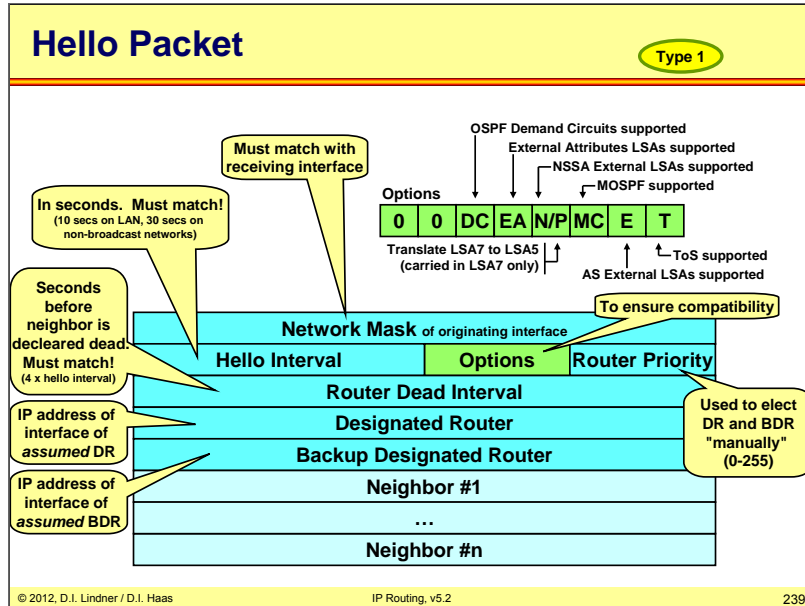 Hello Packet
Type 1
OSPF Demand Circuits supported
External Attributes LSAs supported
NSSA External LSAs supported
MOSPF supported
Must match with
receiving interface
In seconds. Must match!
(10 secs on LAN, 30 secs on
non-broadcast networks)
Options
0 0 DC EA N/P MC E T
Translate LSA7 to LSA5
(carried in LSA7 only)
ToS supported
AS External LSAs supported
Seconds
before
neighbor is
decleared dead.
Must match!
(4 x hello interval)
To ensure compatibility
Network Mask of originating interface
Hello Interval Options Router Priority
Router Dead Interval
Designated Router
Backup Designated Router
Neighbor #1
…
Neighbor #n
IP address of
interface of
assumed DR
IP address of
interface of
assumed BDR
Used to elect
DR and BDR
"manually"
(0-255)
© 2012, D.I. Lindner / D.I. Haas IP Routing, v5.2 239